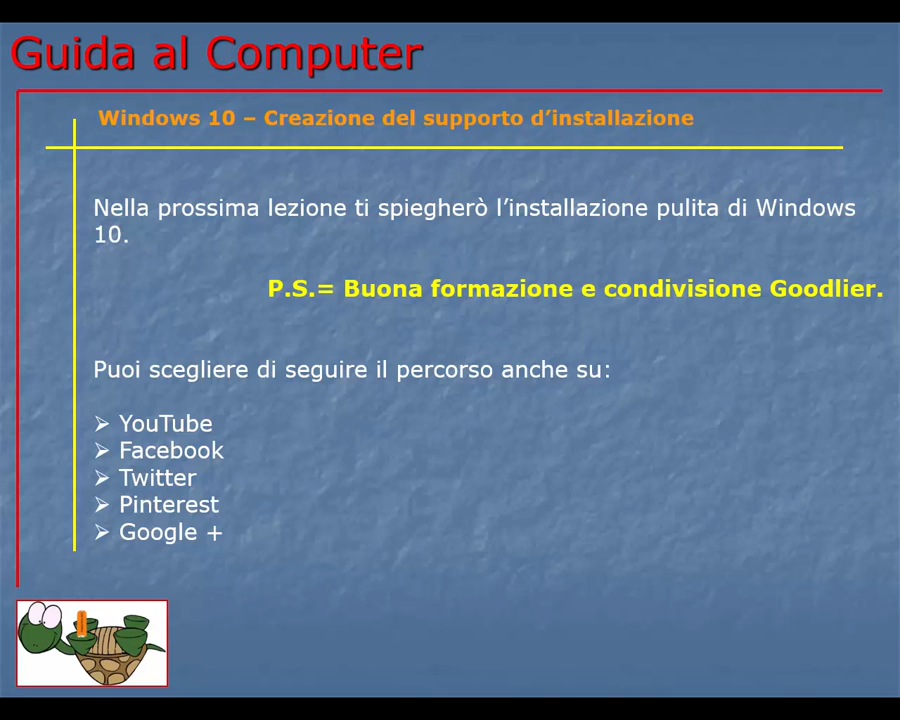 Guida al Computer
Windows 10 – Creazione del supporto d’installazione
Nella prossima lezione ti spiegherò l’installazione pulita di Windows
10.
P.S.= Buona formazione e condivisione Goodlier.
Puoi scegliere di seguire il percorso anche su:
➢ YouTube
➢ Facebook
➢ Twitter
➢ Pinterest
➢ Google +